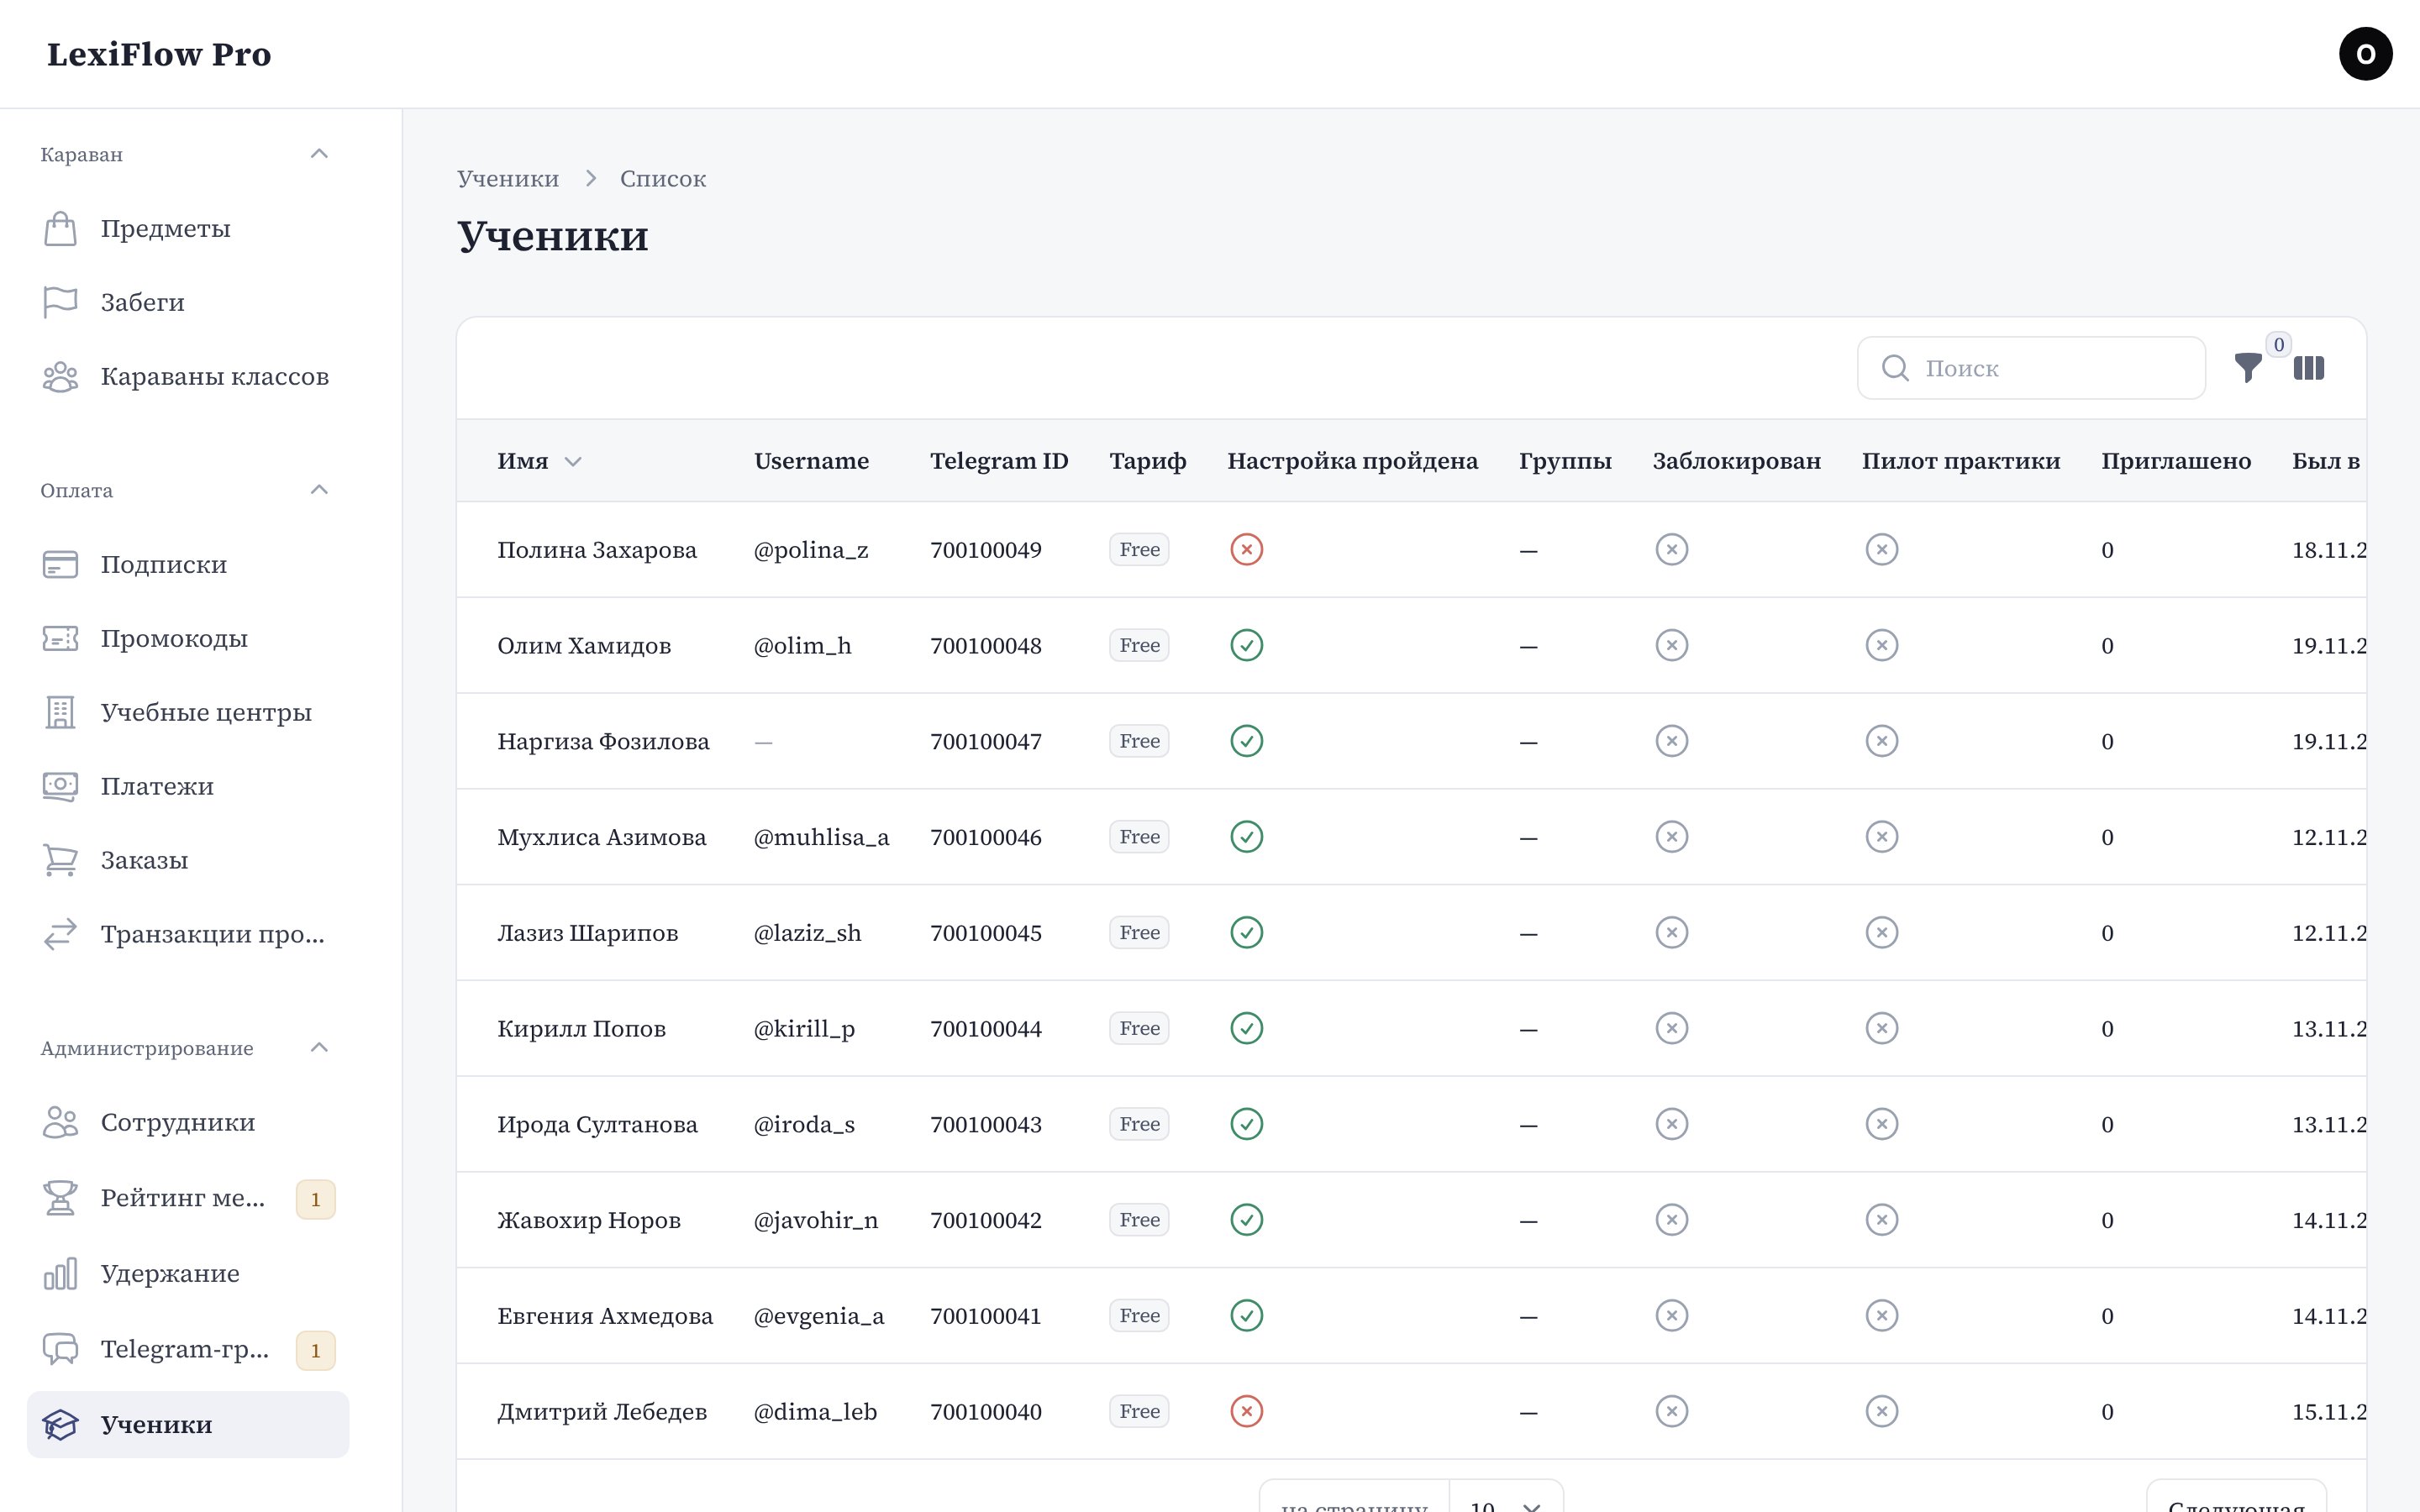 LexiFlow Pro
O
Караван
Предметы
Забеги
Караваны классов
Оплата
Подписки
Промокоды
Учебные центры
Платежи
Заказы
Транзакции про...
Администрирование
Сотрудники
Рейтинг ме... 1
Удержание
Telegram-гр... 1
Ученики
Ученики Список
Ученики
Поиск 0
Имя Username Telegram ID Тариф Настройка пройдена Группы Заблокирован Пилот практики Приглашено Был в
Полина Захарова @polina_z 700100049 Free — 0 18.11.2
Олим Хамидов @olim_h 700100048 Free — 0 19.11.2
Наргиза Фозилова — 700100047 Free — 0 19.11.2
Мухлиса Азимова @muhlisa_a 700100046 Free — 0 12.11.2
Лазиз Шарипов @laziz_sh 700100045 Free — 0 12.11.2
Кирилл Попов @kirill_p 700100044 Free — 0 13.11.2
Ирода Султанова @iroda_s 700100043 Free — 0 13.11.2
Жавохир Норов @javohir_n 700100042 Free — 0 14.11.2
Евгения Ахмедова @evgenia_a 700100041 Free — 0 14.11.2
Дмитрий Лебедев @dima_leb 700100040 Free — 0 15.11.2
на страницу 10 Следующая